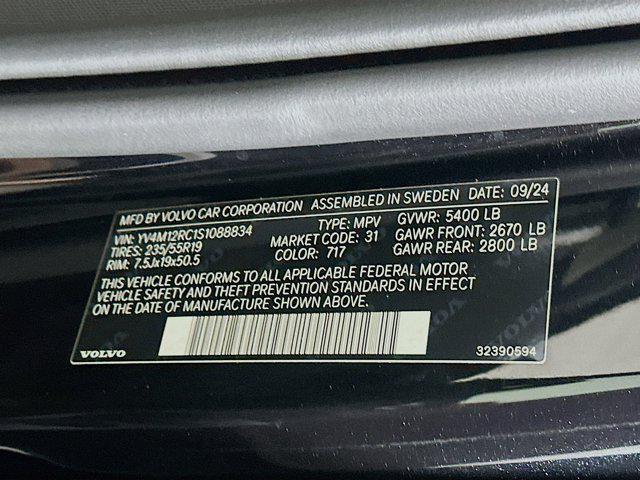 MFD BY VOLVO CAR CORPORATION ASSEMBLED IN SWEDEN DATE: 09/24
VIN: YV4M12RC1S1088834 TYPE: MPV GVWR: 5400 LB
TIRES: 235/55R19 MARKET CODE: 31 GAWR FRONT: 2670 LB
RIM: 7.5Jx19x50.5 COLOR: 717 GAWR REAR: 2800 LB
THIS VEHICLE CONFORMS TO ALL APPLICABLE FEDERAL MOTOR
VEHICLE SAFETY AND THEFT PREVENTION STANDARDS IN EFFECT
ON THE DATE OF MANUFACTURE SHOWN ABOVE.
VOLVO 32390594